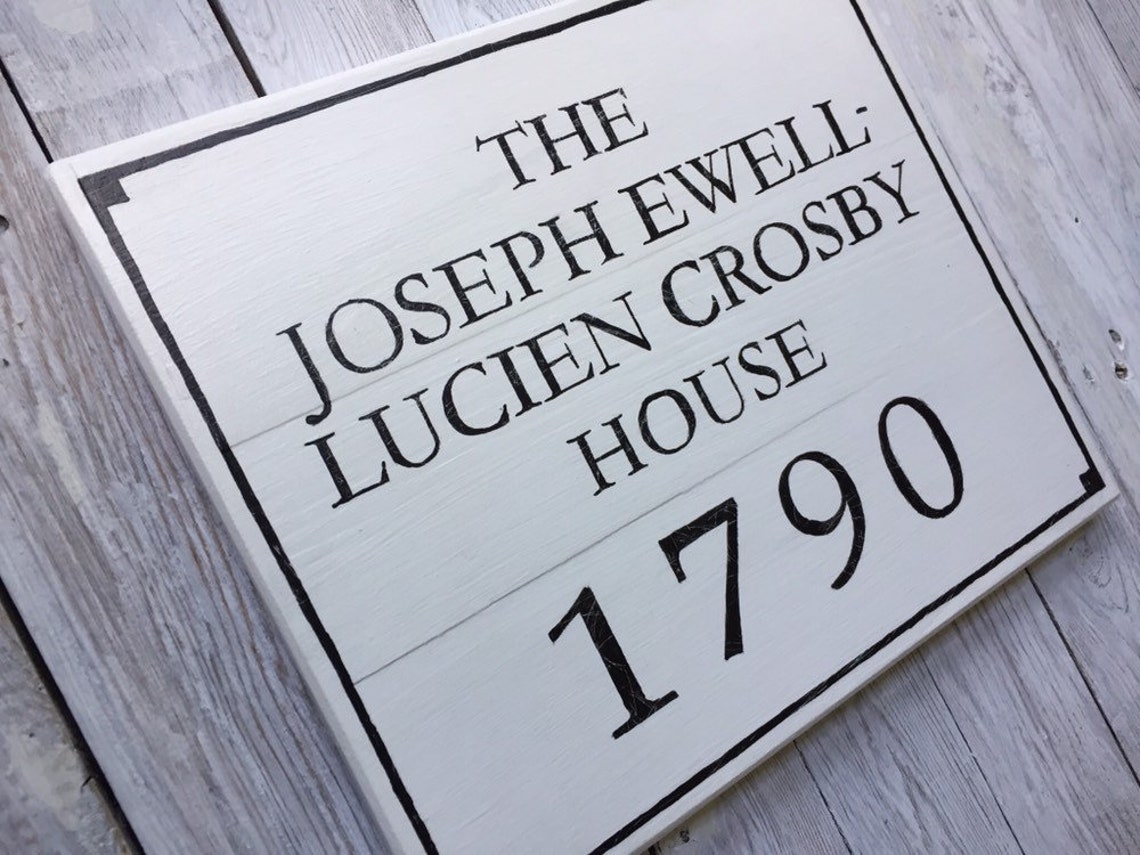 THE
JOSEPH EWELL-
LUCIEN CROSBY
HOUSE
1790